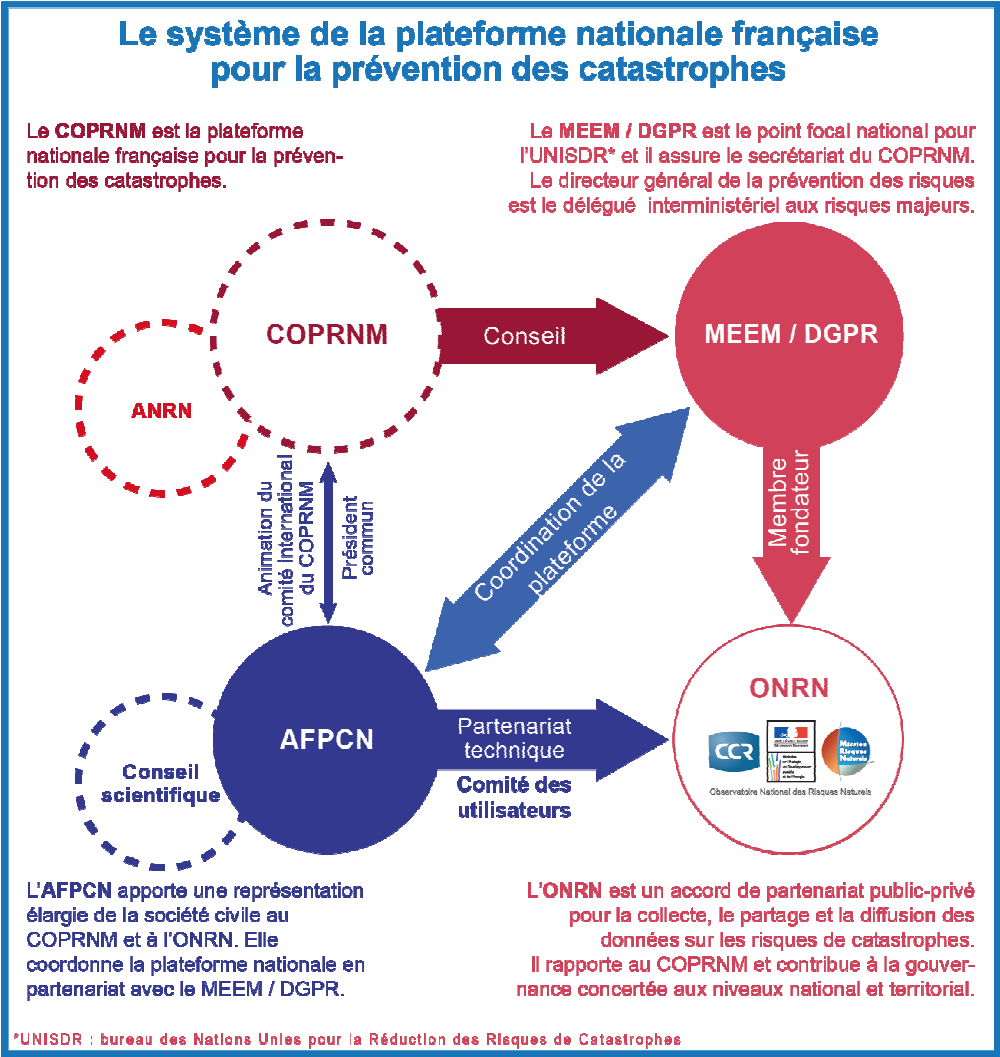 Le système de la plateforme nationale française
pour la prévention des catastrophes
Le COPRNM est la plateforme
nationale française pour la préven-
tion des catastrophes.
Le MEEM / DGPR est le point focal national pour
l'UNISDR* et il assure le secrétariat du COPRNM.
Le directeur général de la prévention des risques
est le délégué interministériel aux risques majeurs.
COPRNM
Conseil
MEEM / DGPR
ANRN
Animation du
comité international
du COPRNM
Président
commun
Coordination de la
plateforme
Membre
fondateur
AFPCN
Conseil
scientifique
Partenariat
technique
Comité des
utilisateurs
ONRN
CCR
Mission
Risques
Naturels
Observatoire National des Risques Naturels
L'AFPCN apporte une représentation
élargie de la société civile au
COPRNM et à l'ONRN. Elle
coordonne la plateforme nationale en
partenariat avec le MEEM / DGPR.
L'ONRN est un accord de partenariat public-privé
pour la collecte, le partage et la diffusion des
données sur les risques de catastrophes.
Il rapporte au COPRNM et contribue à la gouver-
nance concertée aux niveaux national et territorial.
*UNISDR : bureau des Nations Unies pour la Réduction des Risques de Catastrophes